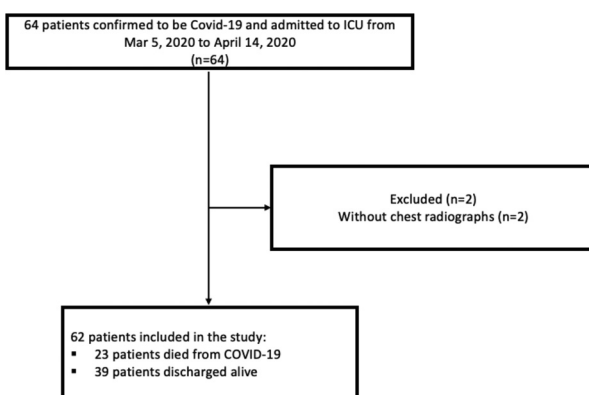 64 patients confirmed to be Covid-19 and admitted to ICU from
Mar 5, 2020 to April 14, 2020
(n=64)
Excluded (n=2)
Without chest radiographs (n=2)
62 patients included in the study:
▪ 23 patients died from COVID-19
▪ 39 patients discharged alive